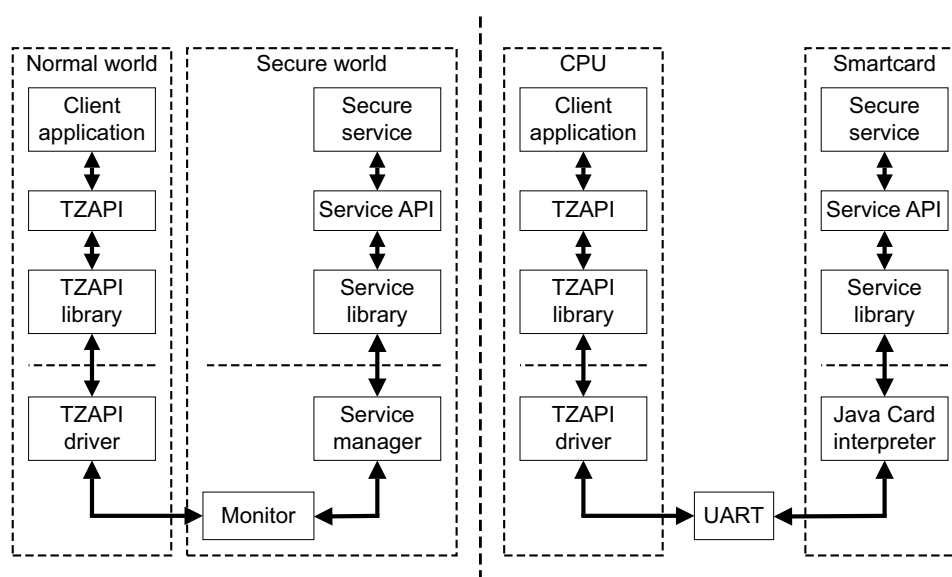 Normal world
Secure world
CPU
Smartcard
Client
application
Secure
service
Client
application
Secure
service
TZAPI
Service API
TZAPI
Service API
TZAPI
library
Service
library
TZAPI
library
Service
library
TZAPI
driver
Service
manager
TZAPI
driver
Java Card
interpreter
Monitor
UART